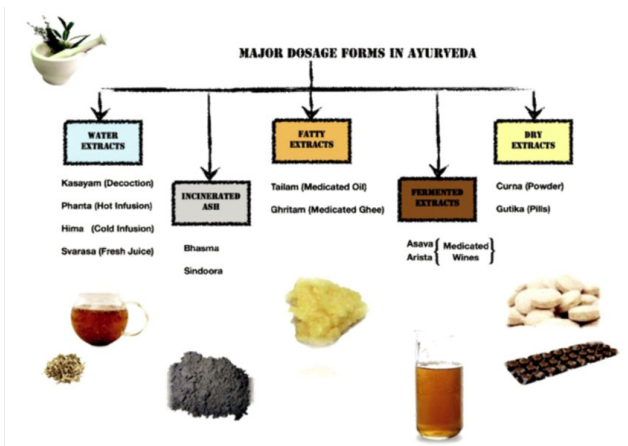 MAJOR DOSAGE FORMS IN AYURVEDA
WATER
EXTRACTS
Kasayam (Decoction)
Phanta (Hot Infusion)
Hima (Cold Infusion)
Svarasa (Fresh Juice)
INCINERATED
ASH
Bhasma
Sindoora
FATTY
EXTRACTS
Tailam (Medicated Oil)
Ghritam (Medicated Ghee)
FERMENTED
EXTRACTS
Asava
Arista
Medicated
Wines
DRY
EXTRACTS
Curna (Powder)
Gutika (Pills)